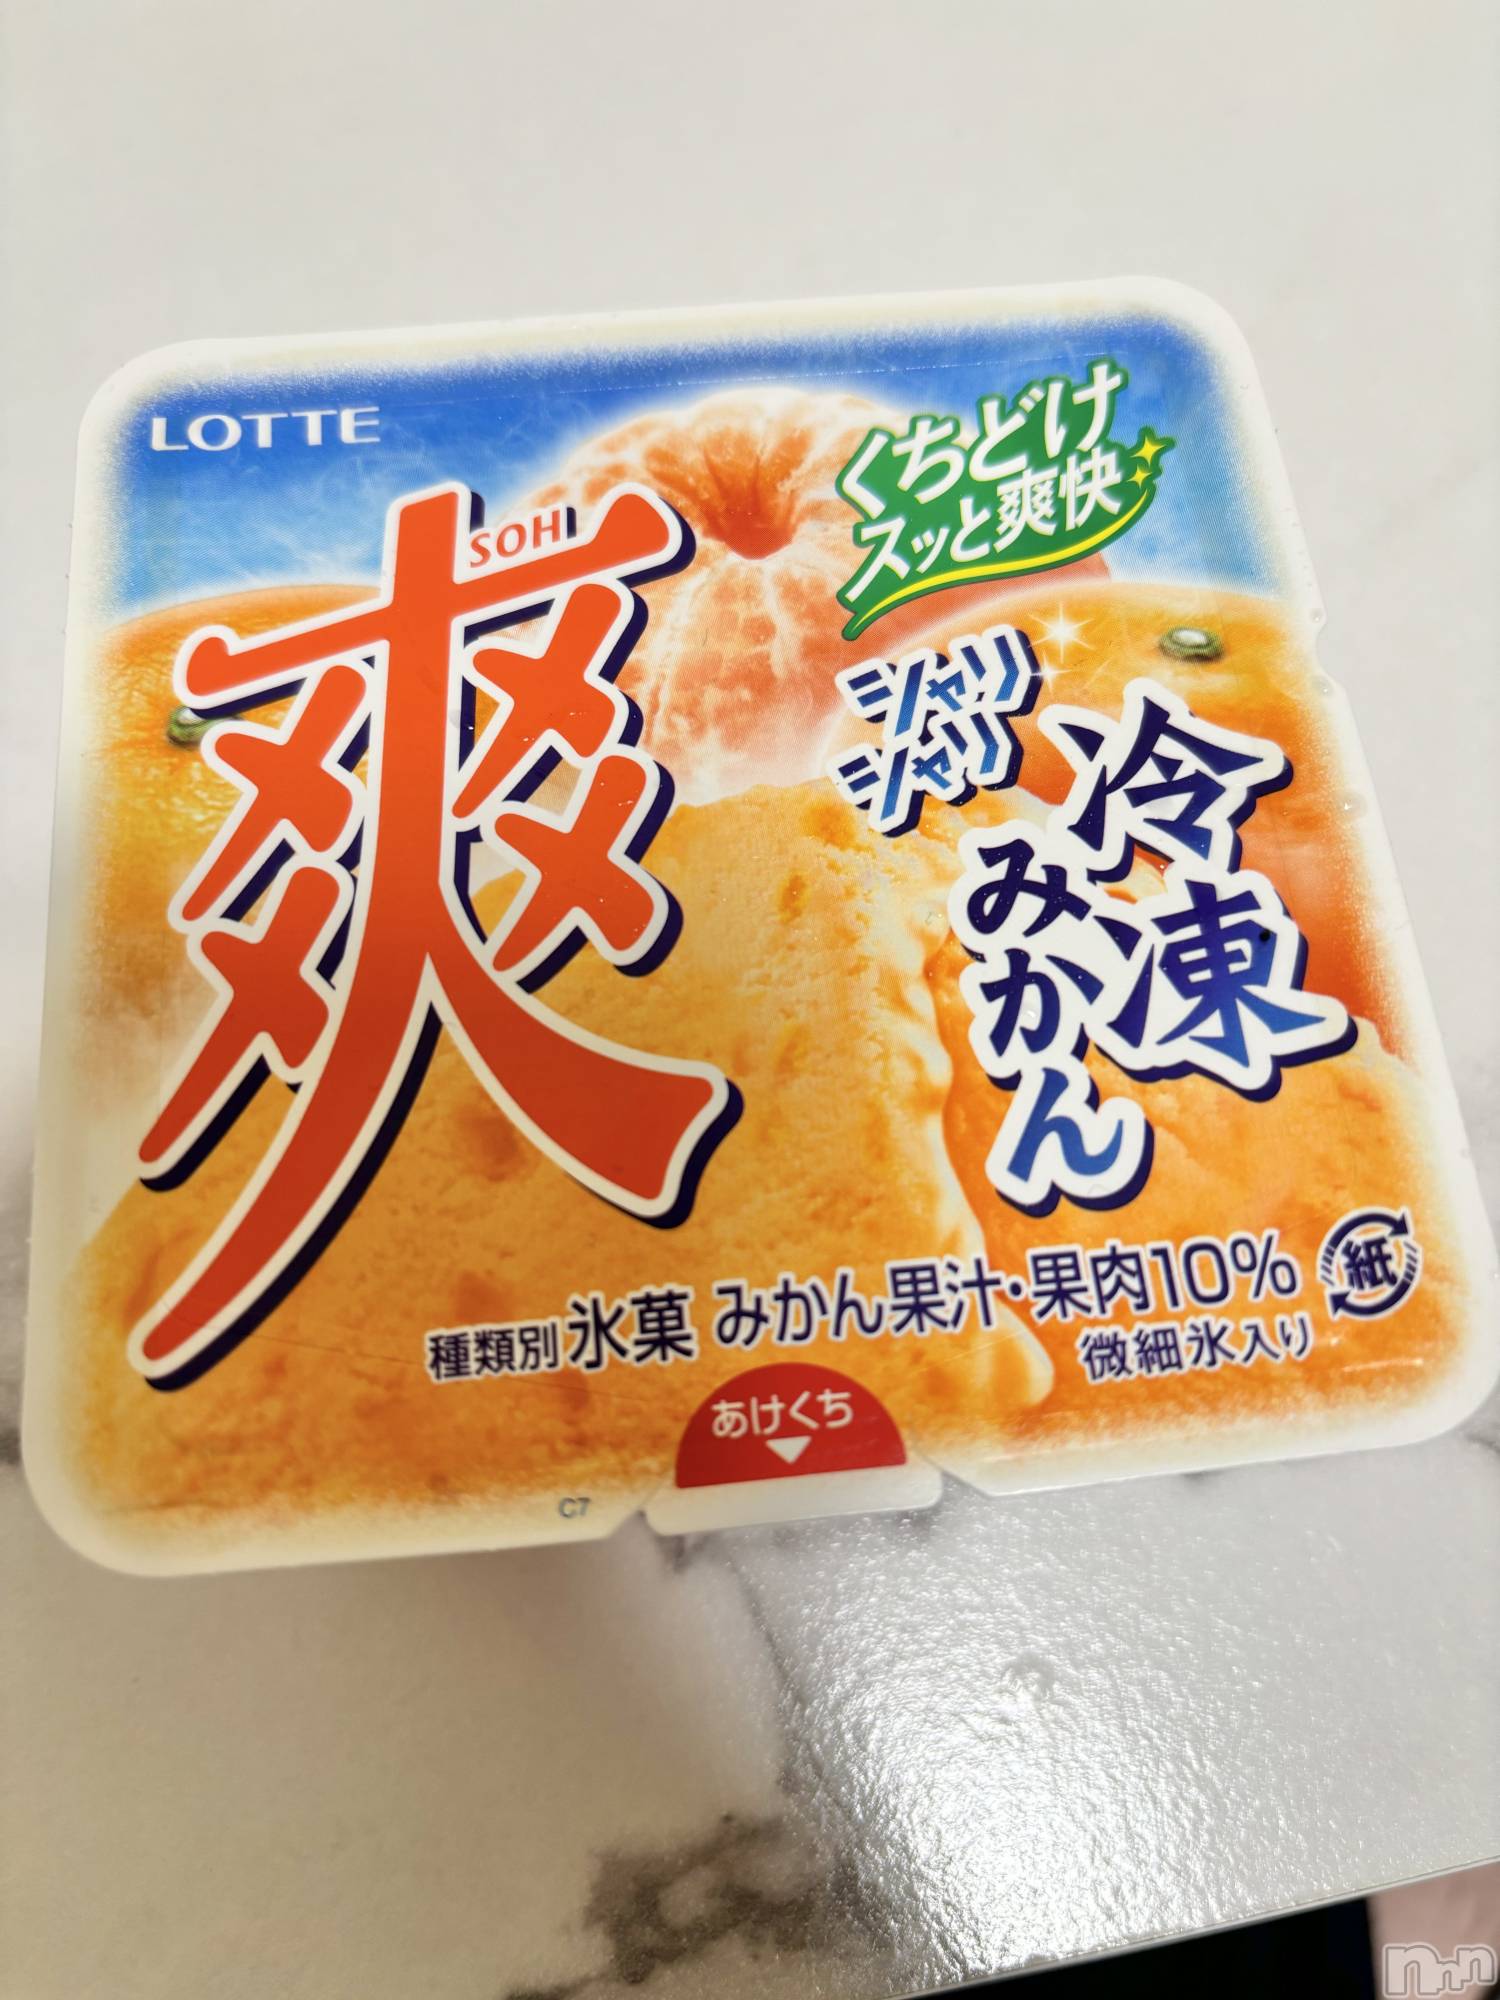 LOTTE
SOH
爽
くちどけ
スッと爽快
シャリ
シャリ
冷凍
みかん
種類別 氷菓 みかん果汁・果肉10%
微細氷入り
紙
あけくち
C7
nnn